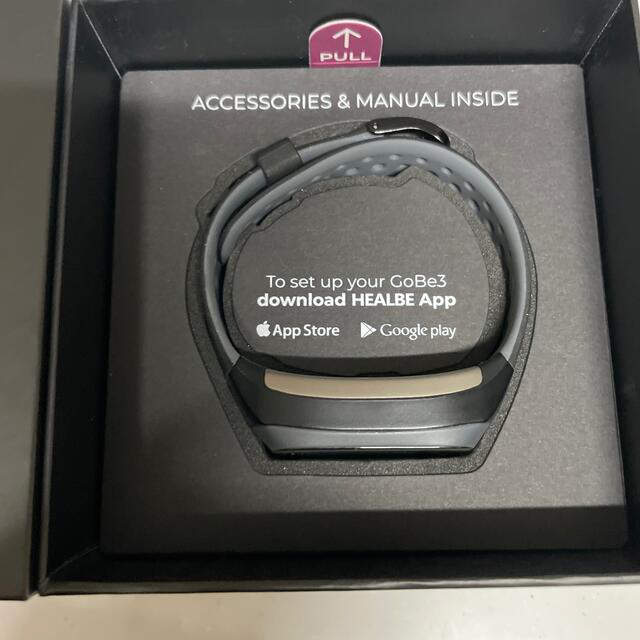 PULL
ACCESSORIES & MANUAL INSIDE
To set up your GoBe3
download HEALBE App
App Store Google play